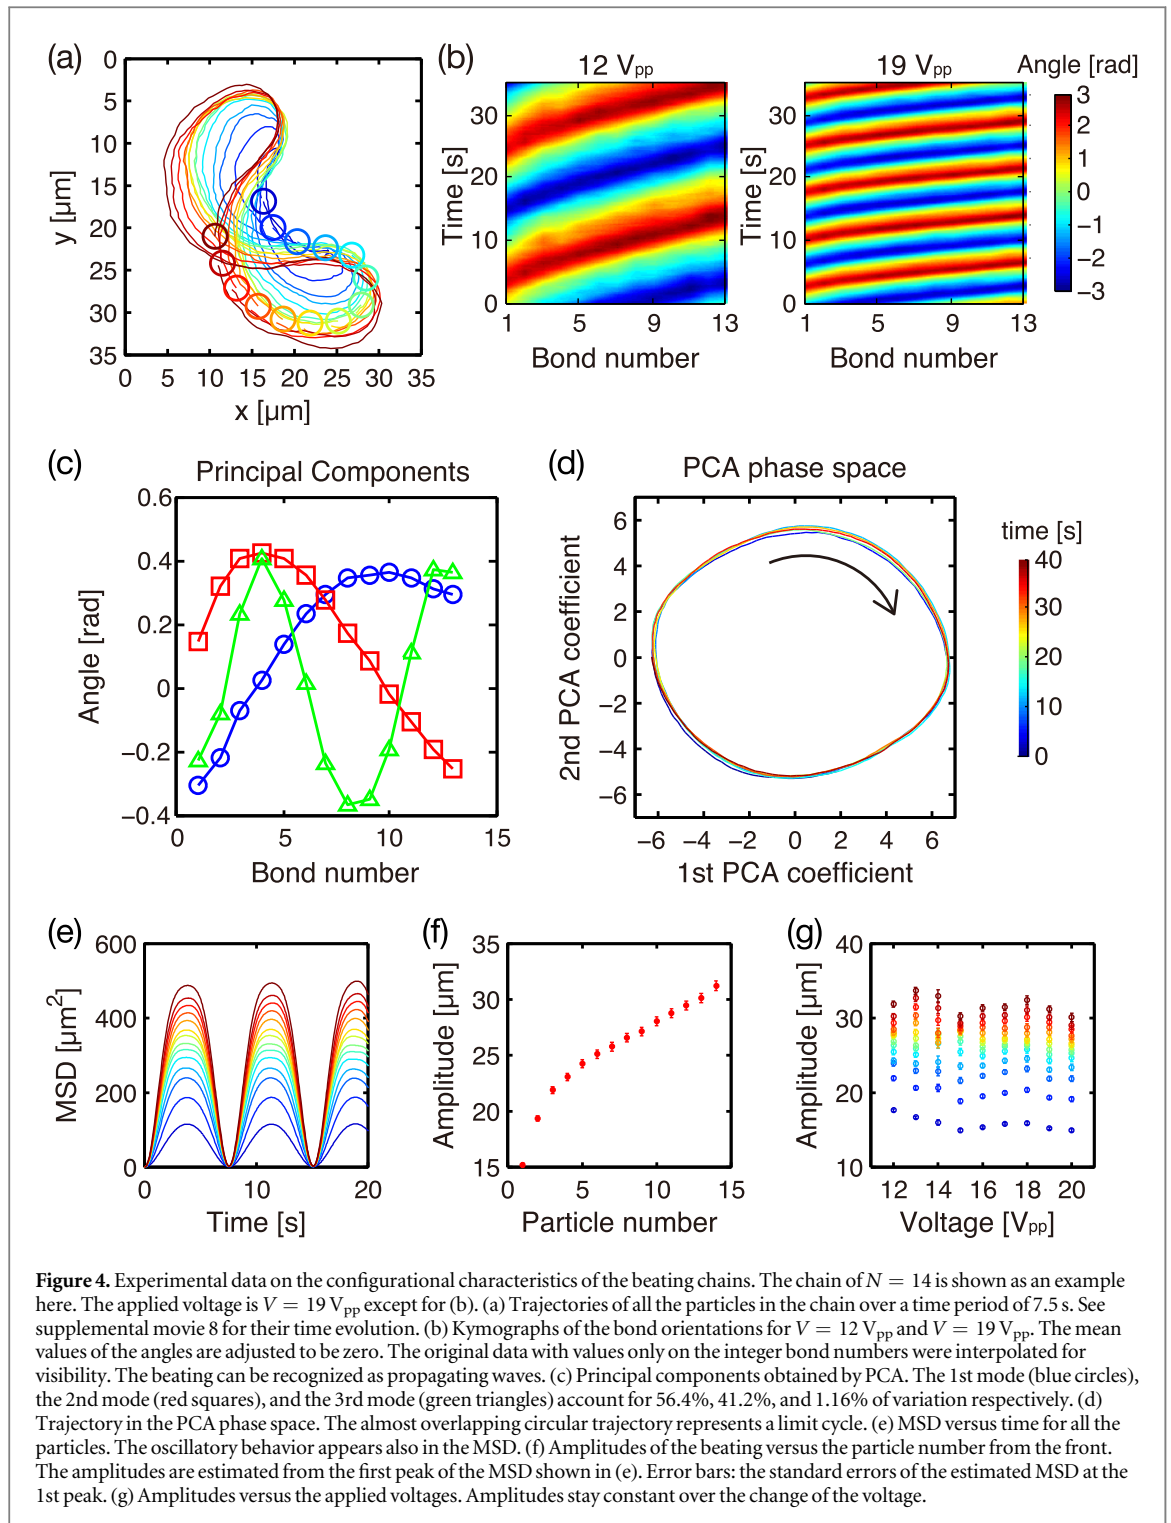 (a)
0
5
10
15
20
25
30
35
y [μm]
0 5 10 15 20 25 30 35
x [μm]
(b)
12 Vpp
19 Vpp
Angle [rad]
30
20
10
0
Time [s]
1 5 9 13
Bond number
30
20
10
0
Time [s]
1 5 9 13
Bond number
3
2
1
0
−1
−2
−3
(c)
Principal Components
0.6
0.4
0.2
0
−0.2
−0.4
Angle [rad]
0 5 10 15
Bond number
(d)
PCA phase space
6
4
2
0
−2
−4
−6
2nd PCA coefficient
−6 −4 −2 0 2 4 6
1st PCA coefficient
time [s]
40
30
20
10
0
(e)
600
400
200
0
MSD [μm²]
0 10 20
Time [s]
(f)
35
30
25
20
15
Amplitude [μm]
0 5 10 15
Particle number
(g)
40
30
20
10
Amplitude [μm]
12 14 16 18 20
Voltage [Vpp]
Figure 4. Experimental data on the configurational characteristics of the beating chains. The chain of N = 14 is shown as an example
here. The applied voltage is V = 19 Vpp except for (b). (a) Trajectories of all the particles in the chain over a time period of 7.5 s. See
supplemental movie 8 for their time evolution. (b) Kymographs of the bond orientations for V = 12 Vpp and V = 19 Vpp. The mean
values of the angles are adjusted to be zero. The original data with values only on the integer bond numbers were interpolated for
visibility. The beating can be recognized as propagating waves. (c) Principal components obtained by PCA. The 1st mode (blue circles),
the 2nd mode (red squares), and the 3rd mode (green triangles) account for 56.4%, 41.2%, and 1.16% of variation respectively. (d)
Trajectory in the PCA phase space. The almost overlapping circular trajectory represents a limit cycle. (e) MSD versus time for all the
particles. The oscillatory behavior appears also in the MSD. (f) Amplitudes of the beating versus the particle number from the front.
The amplitudes are estimated from the first peak of the MSD shown in (e). Error bars: the standard errors of the estimated MSD at the
1st peak. (g) Amplitudes versus the applied voltages. Amplitudes stay constant over the change of the voltage.